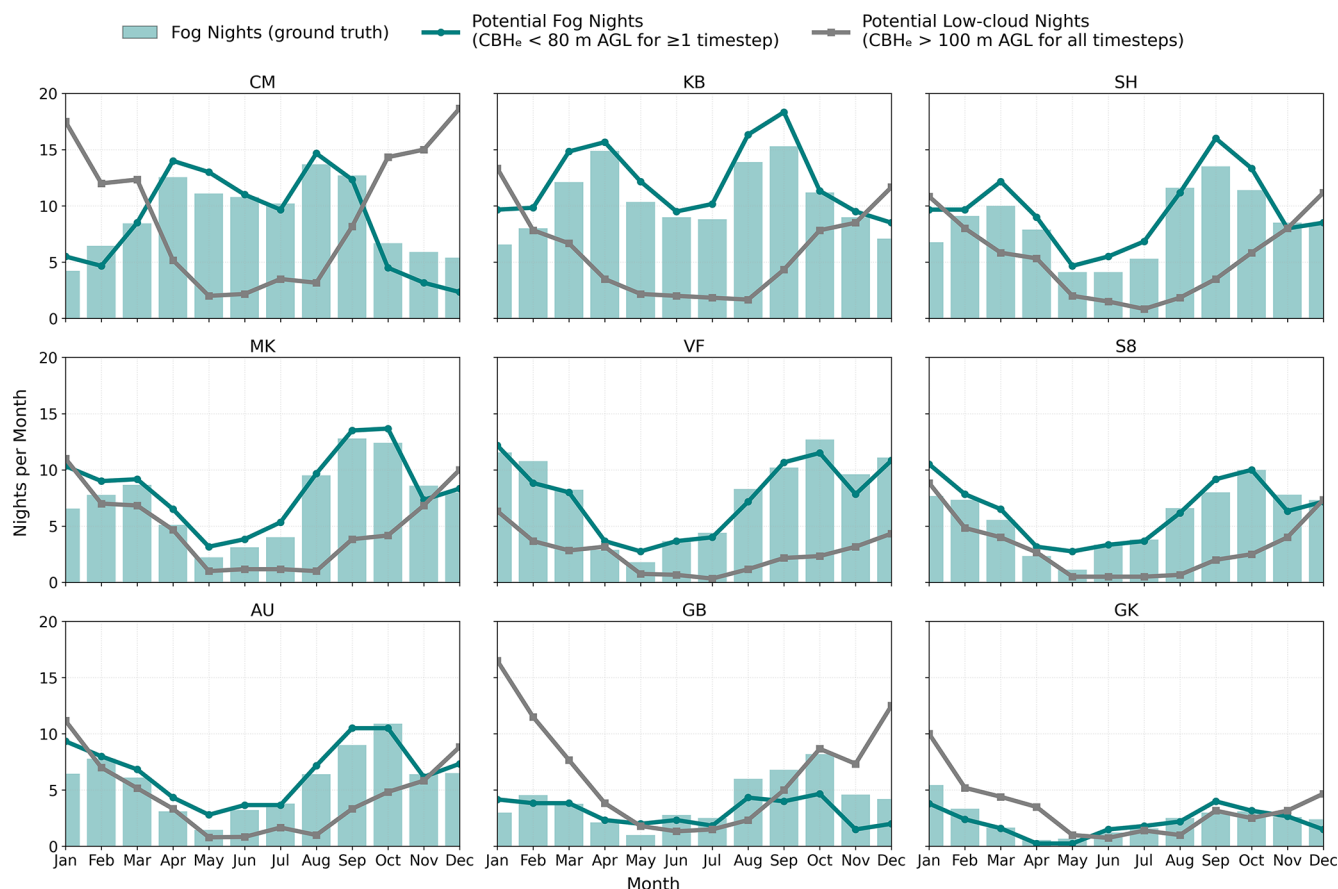 Fog Nights (ground truth)
Potential Fog Nights
(CBHₑ < 80 m AGL for ≥1 timestep)
Potential Low-cloud Nights
(CBHₑ > 100 m AGL for all timesteps)
CM
KB
SH
20
15
10
5
0
MK
VF
S8
20
15
10
5
0
Nights per Month
AU
GB
GK
20
15
10
5
0
Jan Feb Mar Apr May Jun Jul Aug Sep Oct Nov Dec
Jan Feb Mar Apr May Jun Jul Aug Sep Oct Nov Dec
Jan Feb Mar Apr May Jun Jul Aug Sep Oct Nov Dec
Month